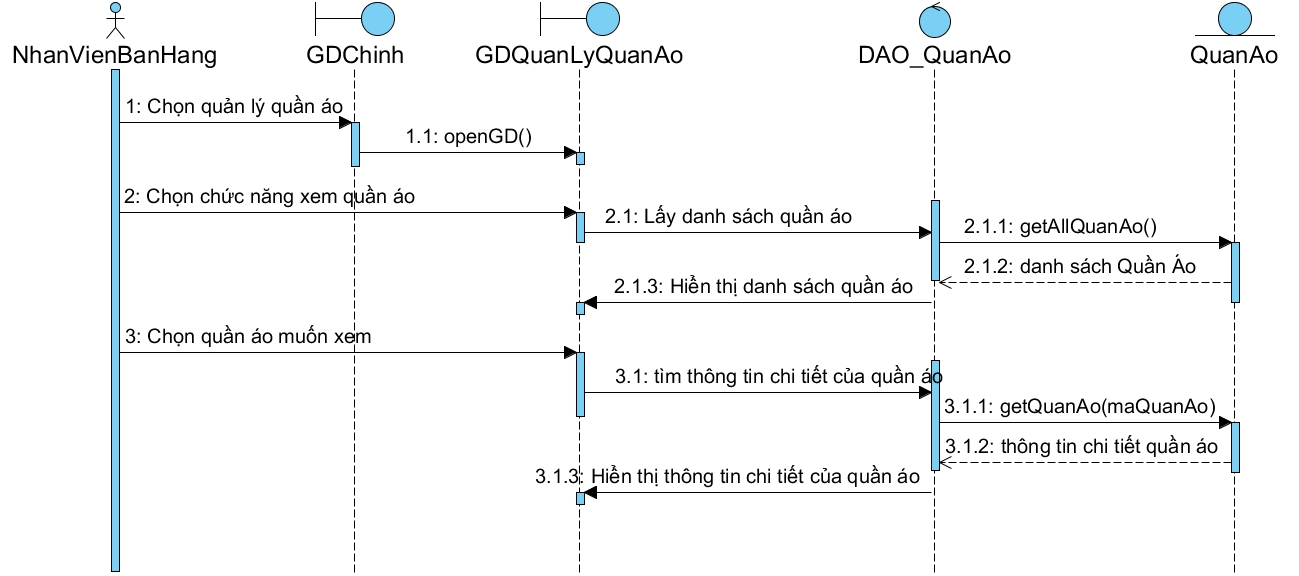 NhanVienBanHang
GDChinh
GDQuanLyQuanAo
DAO_QuanAo
QuanAo
1: Chọn quản lý quần áo
1.1: openGD()
2: Chọn chức năng xem quần áo
2.1: Lấy danh sách quần áo
2.1.1: getAllQuanAo()
2.1.2: danh sách Quần Áo
2.1.3: Hiển thị danh sách quần áo
3: Chọn quần áo muốn xem
3.1: tìm thông tin chi tiết của quần áo
3.1.1: getQuanAo(maQuanAo)
3.1.2: thông tin chi tiết quần áo
3.1.3: Hiển thị thông tin chi tiết của quần áo